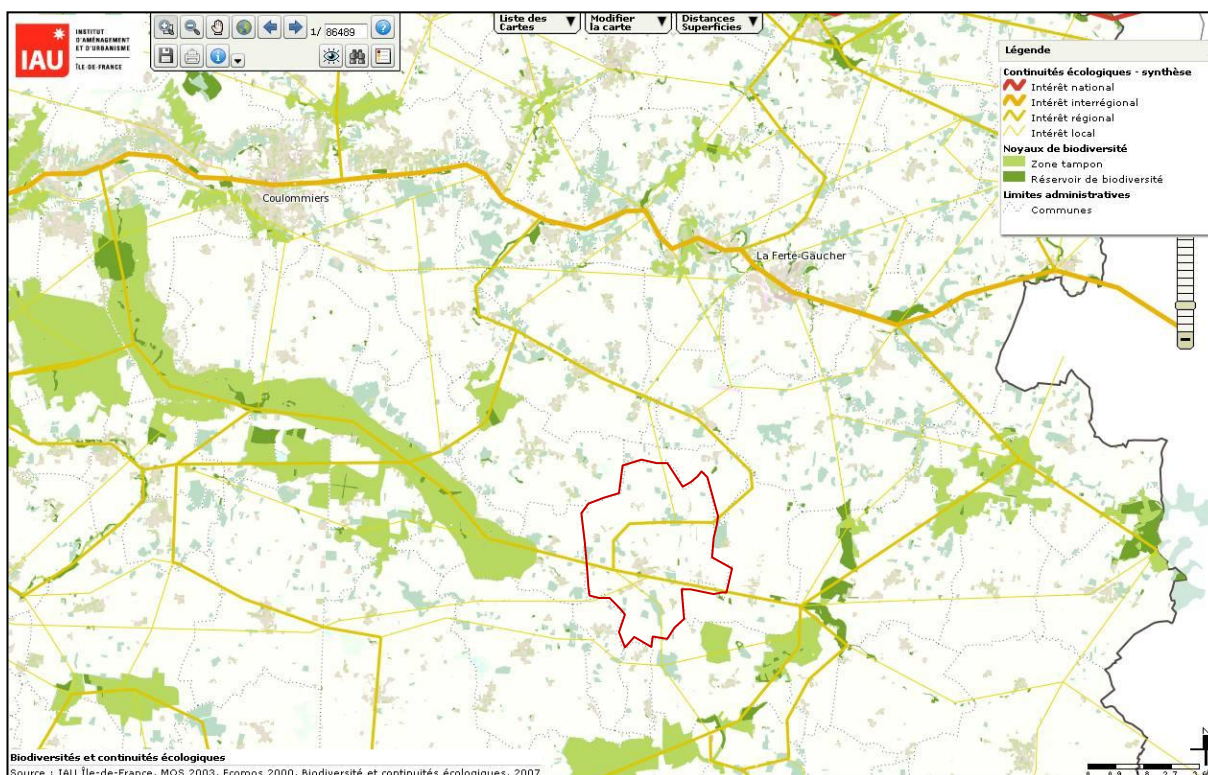 INSTITUT
D'AMÉNAGEMENT
ET D'URBANISME
IAU
ÎLE-DE-FRANCE
1/ 86489
Liste des
Cartes
Modifier
la carte
Distances
Superficies
Légende
Continuités écologiques - synthèse
Intérêt national
Intérêt interrégional
Intérêt régional
Intérêt local
Noyaux de biodiversité
Zone tampon
Réservoir de biodiversité
Limites administratives
Communes
Coulommiers
La Ferté-Gaucher
Biodiversités et continuités écologiques
Source : IAU Île-de-France, MOS 2003, Ecomos 2000, Biodiversité et continuités écologiques, 2007